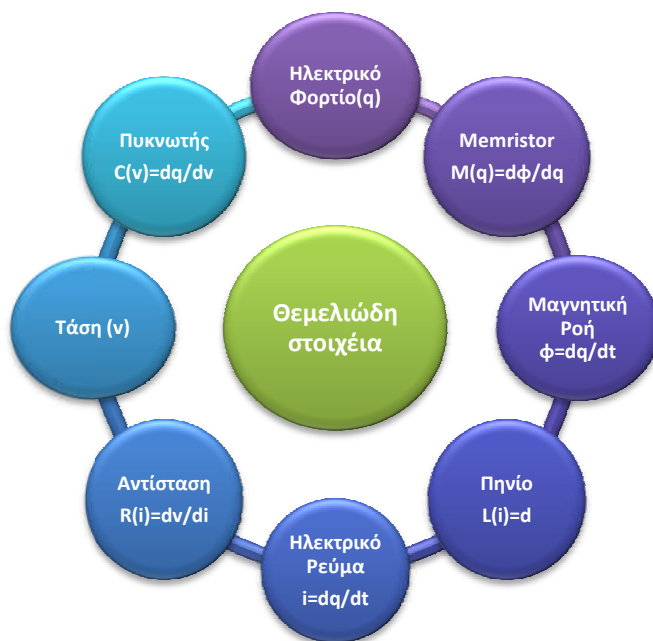 Ηλεκτρικό
Φορτίο(q)
Memristor
M(q)=dφ/dq
Μαγνητική
Ροή
φ=dq/dt
Πηνίο
L(i)=d
Ηλεκτρικό
Ρεύμα
i=dq/dt
Αντίσταση
R(i)=dv/di
Τάση (v)
Πυκνωτής
C(v)=dq/dv
Θεμελιώδη
στοιχέια